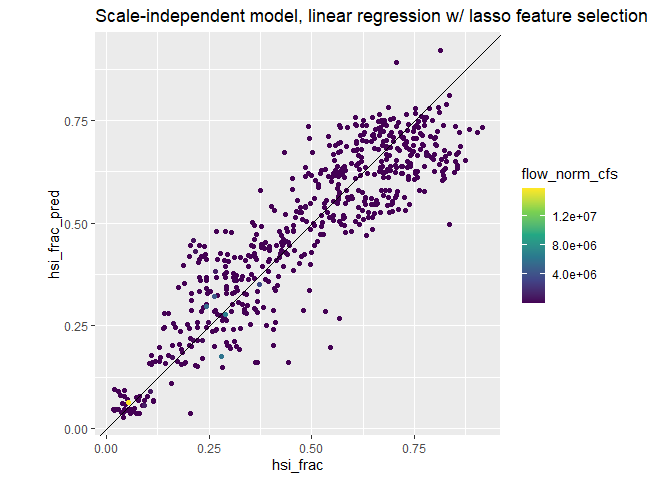 Scale-independent model, linear regression w/ lasso feature selection
hsi_frac_pred
0.75
0.50
0.25
0.00
0.00 0.25 0.50 0.75
hsi_frac
flow_norm_cfs
1.2e+07
8.0e+06
4.0e+06